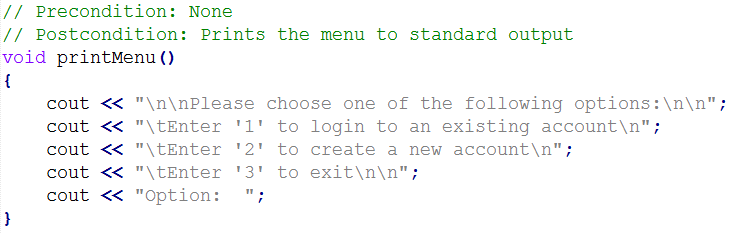 // Precondition: None
// Postcondition: Prints the menu to standard output
void printMenu()
{
    cout << "\n\nPlease choose one of the following options:\n\n";
    cout << "\tEnter '1' to login to an existing account\n";
    cout << "\tEnter '2' to create a new account\n";
    cout << "\tEnter '3' to exit\n\n";
    cout << "Option:  ";
}